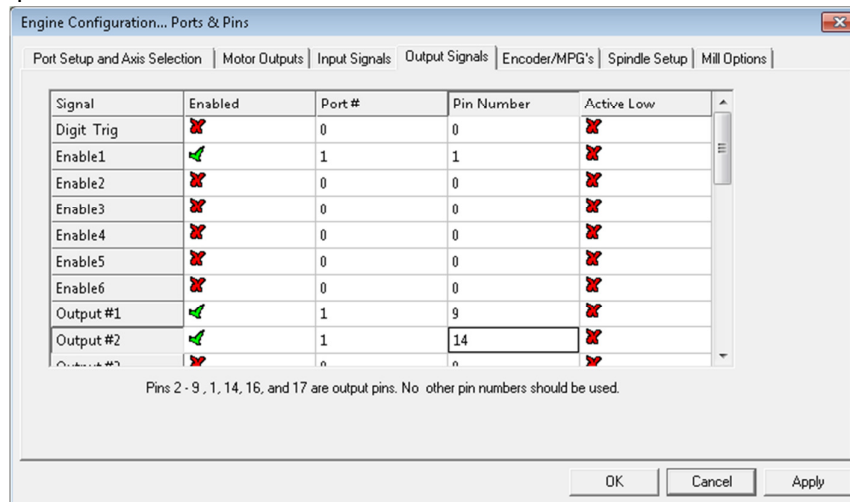 Engine Configuration... Ports & Pins
Port Setup and Axis Selection Motor Outputs Input Signals Output Signals Encoder/MPG's Spindle Setup Mill Options
Signal Enabled Port # Pin Number Active Low
Digit Trig 0 0
Enable1 1 1
Enable2 0 0
Enable3 0 0
Enable4 0 0
Enable5 0 0
Enable6 0 0
Output #1 1 9
Output #2 1 14
Pins 2 - 9 , 1, 14, 16, and 17 are output pins. No other pin numbers should be used.
OK Cancel Apply